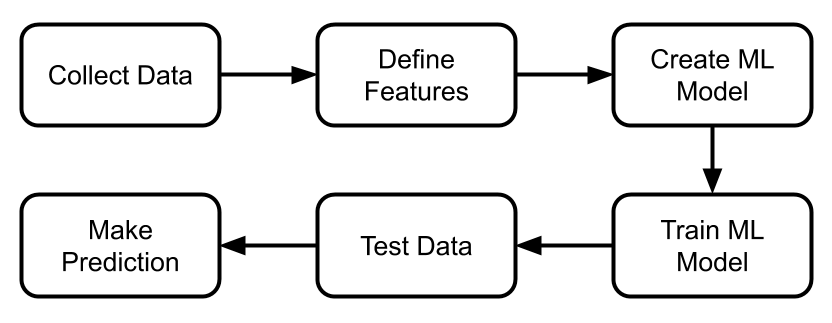 Collect Data
Define
Features
Create ML
Model
Train ML
Model
Test Data
Make
Prediction